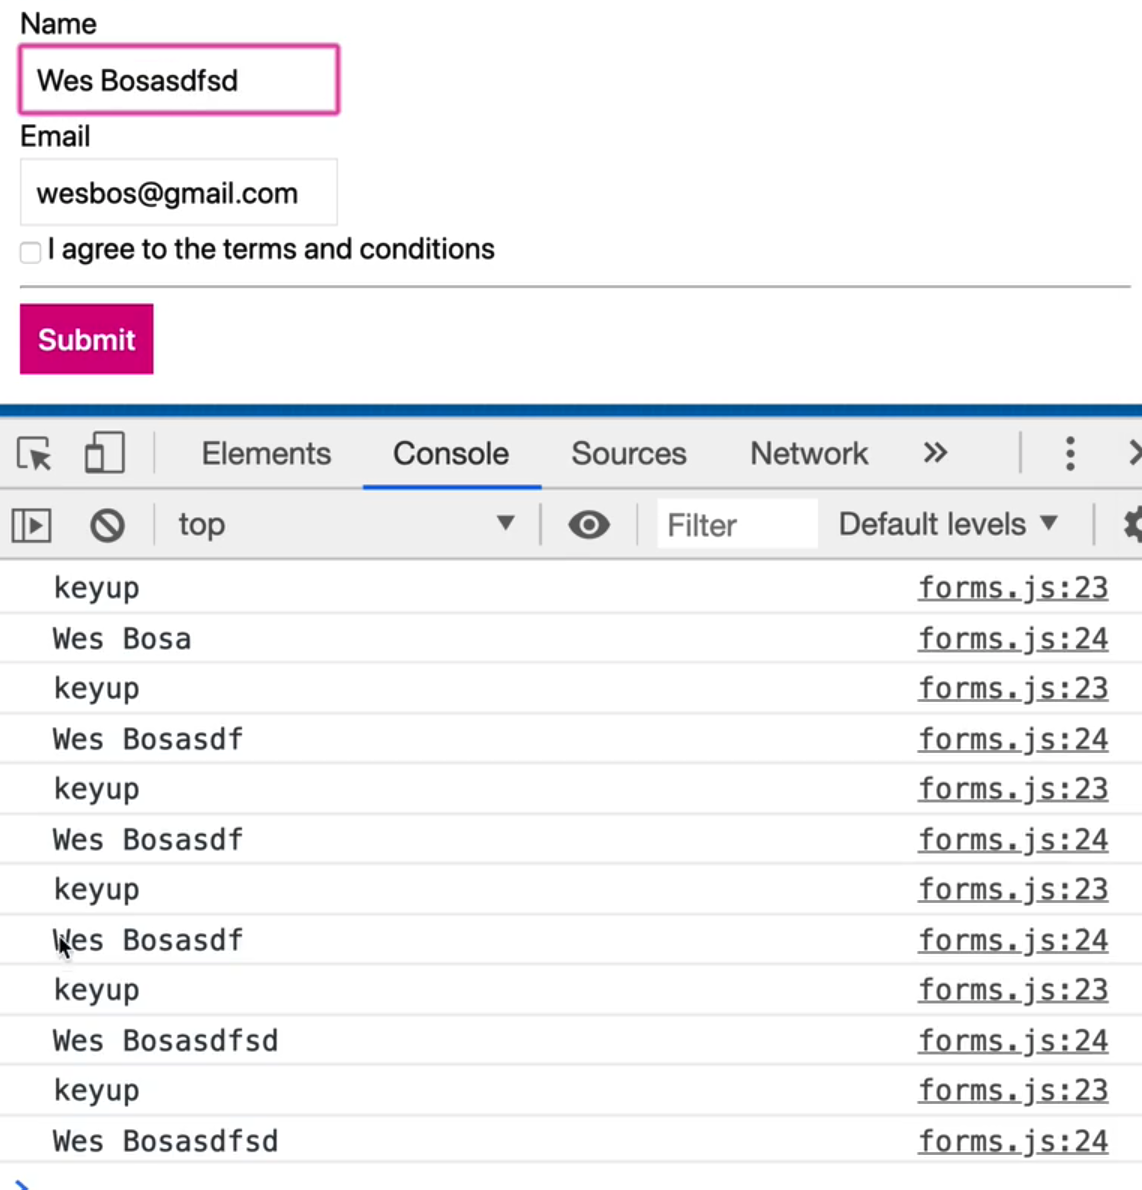 Name
Wes Bosasdfsd
Email
wesbos@gmail.com
I agree to the terms and conditions
Submit
Elements Console Sources Network »
top Filter Default levels
keyup forms.js:23
Wes Bosa forms.js:24
keyup forms.js:23
Wes Bosasdf forms.js:24
keyup forms.js:23
Wes Bosasdf forms.js:24
keyup forms.js:23
Wes Bosasdf forms.js:24
keyup forms.js:23
Wes Bosasdfsd forms.js:24
keyup forms.js:23
Wes Bosasdfsd forms.js:24